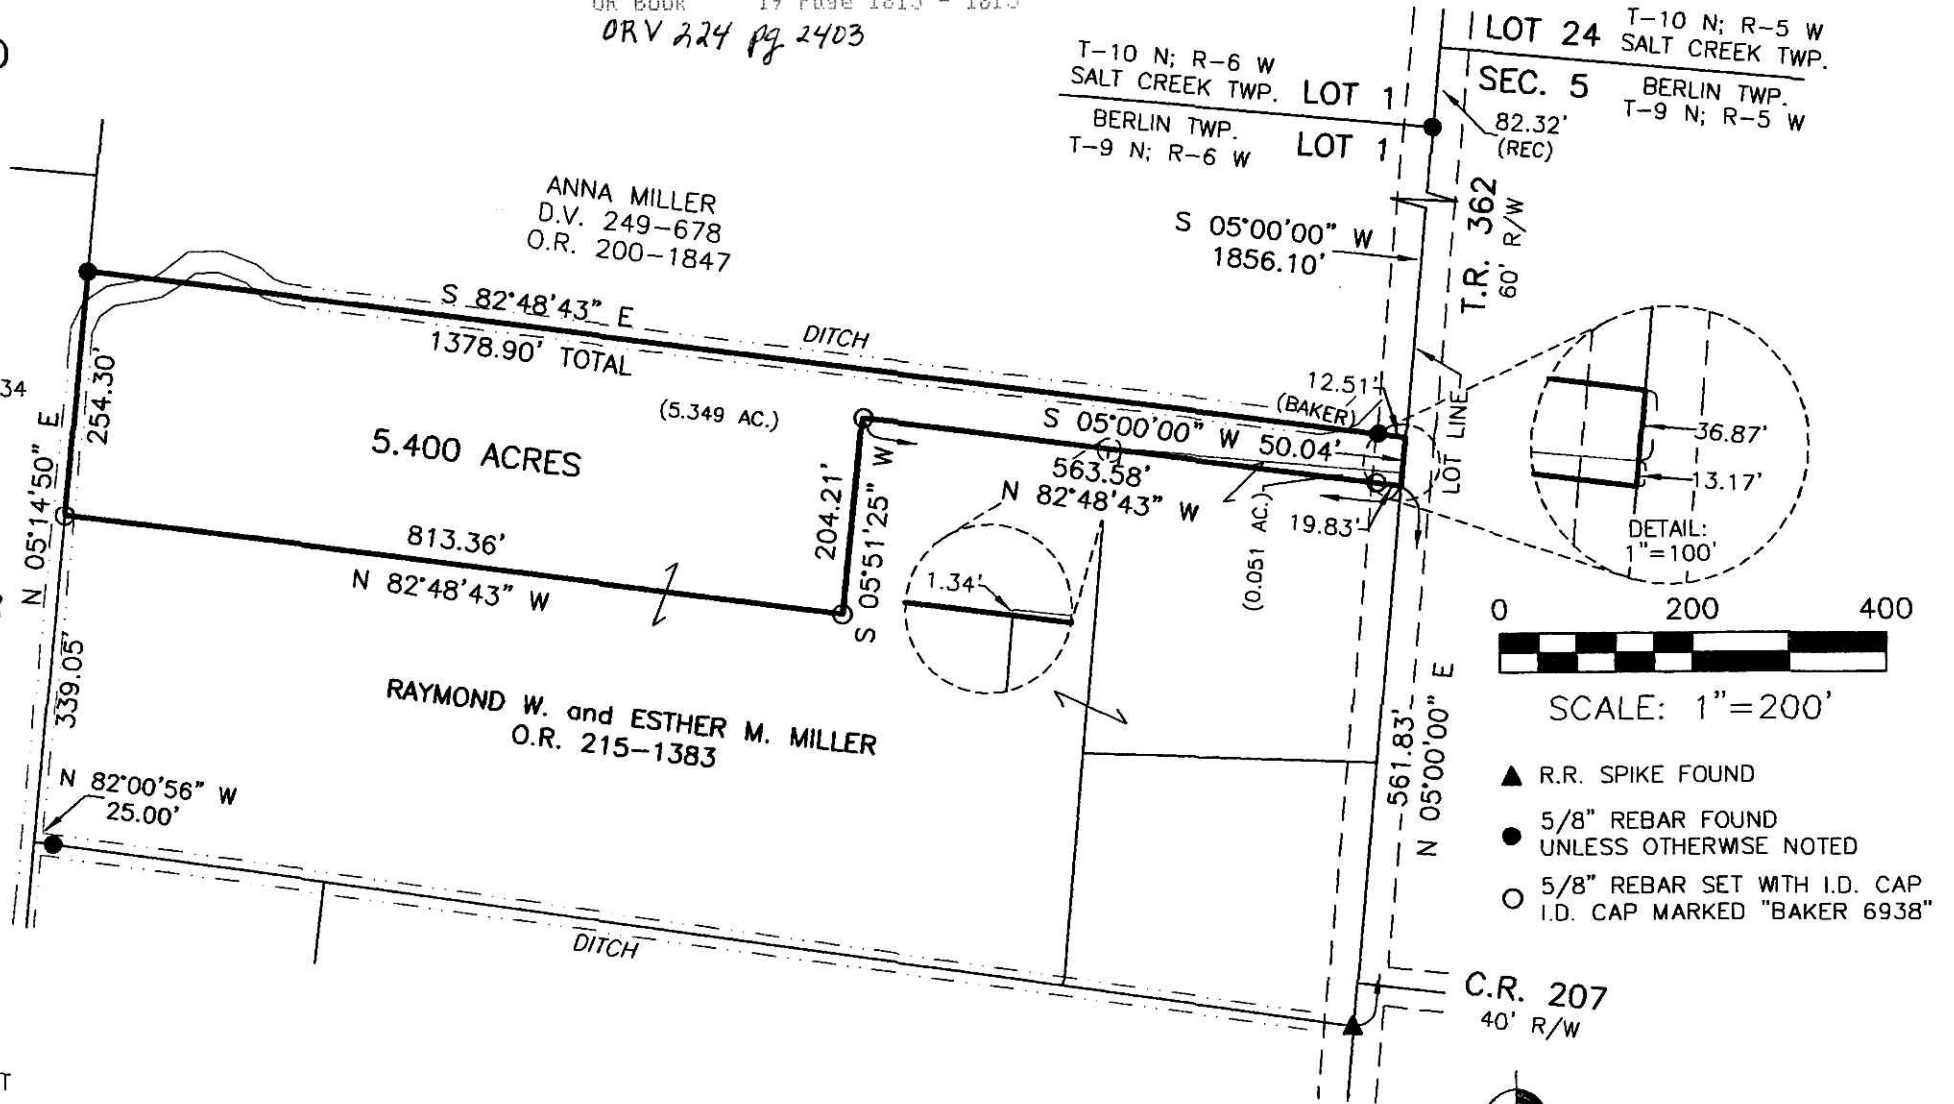 OR BOOK 19 Page 1813 - 1815
ORV 224 pg 2403
T-10 N; R-6 W
SALT CREEK TWP. LOT 1
BERLIN TWP.
T-9 N; R-6 W LOT 1
LOT 24 T-10 N; R-5 W
SALT CREEK TWP.
SEC. 5 BERLIN TWP.
T-9 N; R-5 W
82.32'
(REC)
T.R. 362
60' R/W
S 05°00'00" W
1856.10'
ANNA MILLER
D.V. 249-678
O.R. 200-1847
S 82°48'43" E
1378.90' TOTAL
DITCH
34
254.30'
N 05°14'50" E
(5.349 AC.)
5.400 ACRES
12.51'
(BAKER)
S 05°00'00" W 50.04'
563.58'
N 82°48'43" W
LOT LINE
36.87'
13.17'
DETAIL:
1"=100'
204.21'
S 05°51'25" W
(0.051 AC.)
19.83'
813.36'
N 82°48'43" W
1.34'
339.05'
RAYMOND W. and ESTHER M. MILLER
O.R. 215-1383
N 82°00'56" W
25.00'
561.83'
N 05°00'00" E
0 200 400
SCALE: 1"=200'
R.R. SPIKE FOUND
5/8" REBAR FOUND
UNLESS OTHERWISE NOTED
5/8" REBAR SET WITH I.D. CAP
I.D. CAP MARKED "BAKER 6938"
DITCH
C.R. 207
40' R/W
T